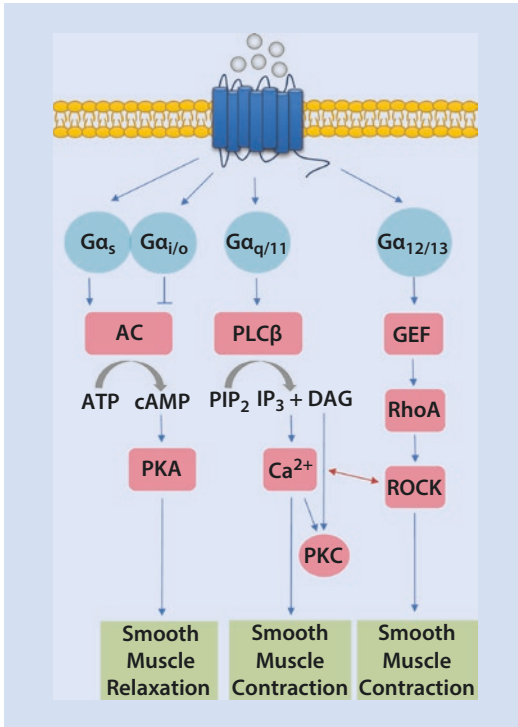 Gαs Gαi/o Gαq/11 Gα12/13
AC PLCβ GEF
ATP cAMP PIP2 IP3 + DAG RhoA
PKA Ca2+ ROCK
PKC
Smooth Muscle Relaxation
Smooth Muscle Contraction
Smooth Muscle Contraction